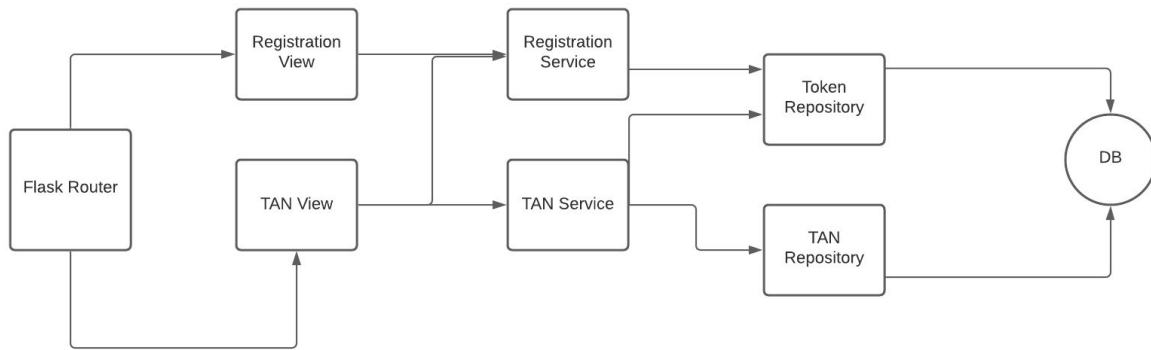 Registration
View
Registration
Service
Token
Repository
Flask Router
TAN View
TAN Service
TAN
Repository
DB